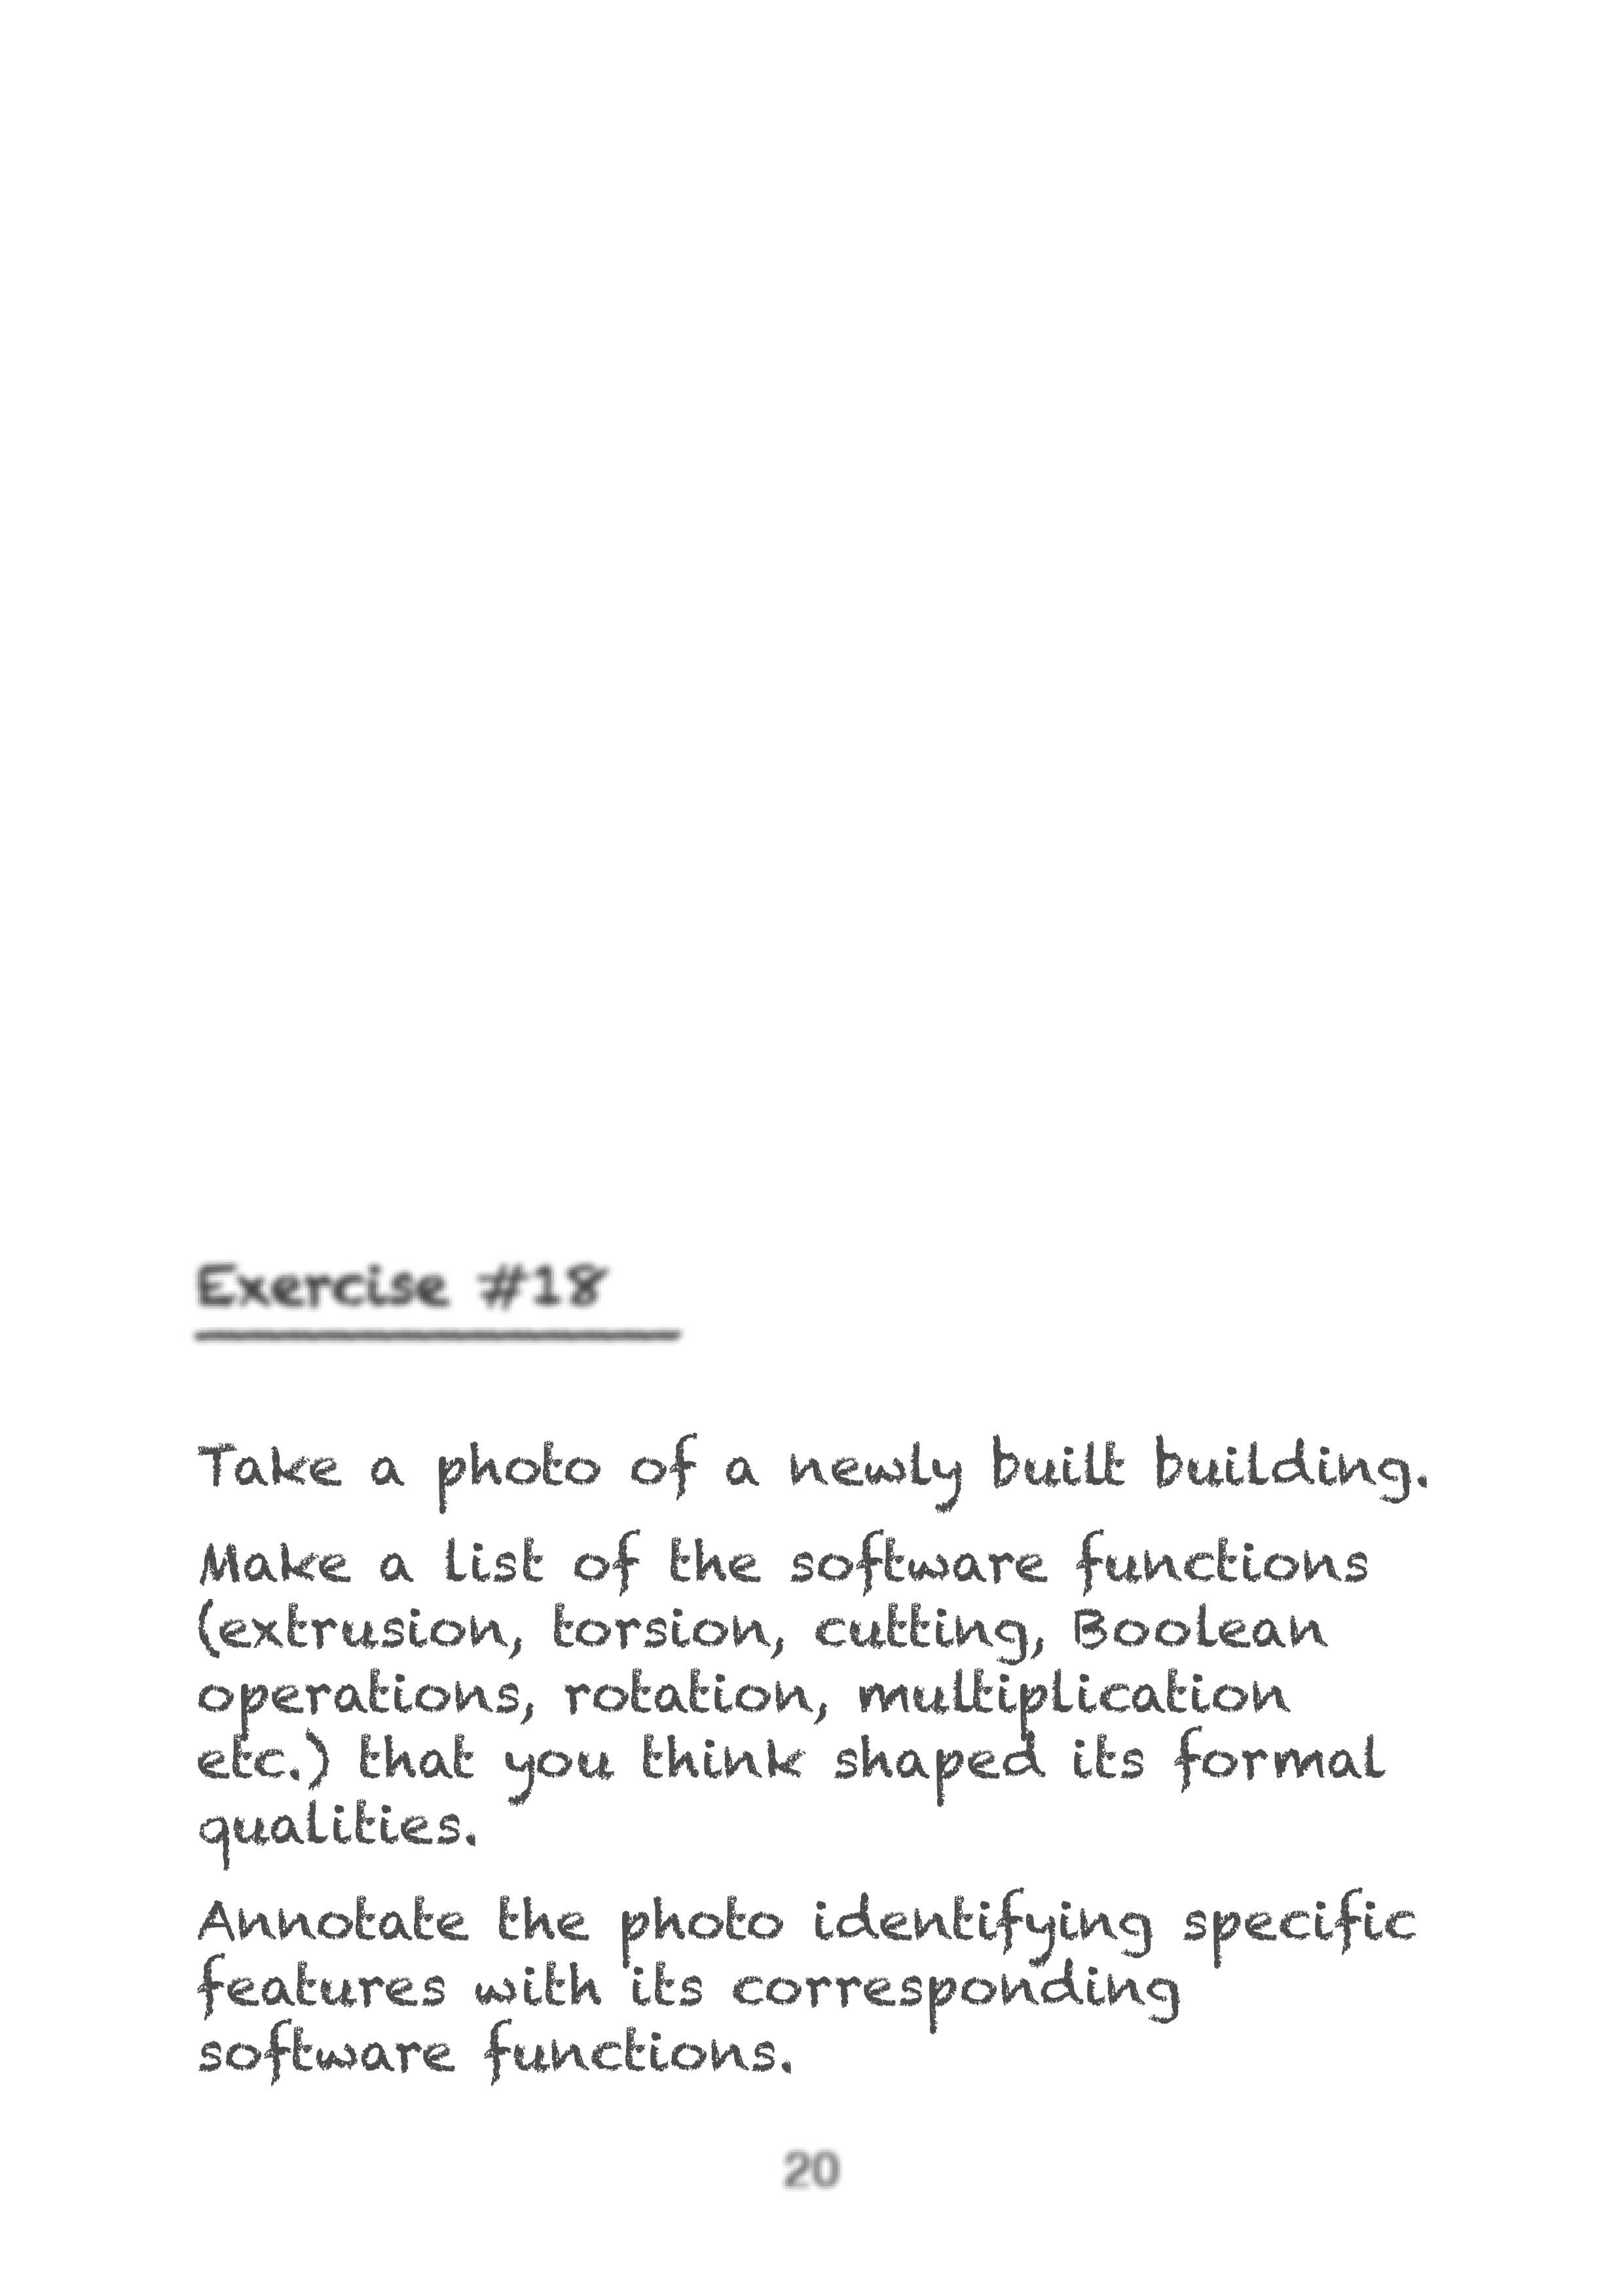 Exercise #18
Take a photo of a newly built building.
Make a list of the software functions
(extrusion, torsion, cutting, Boolean
operations, rotation, multiplication
etc.) that you think shaped its formal
qualities.
Annotate the photo identifying specific
features with its corresponding
software functions.
20